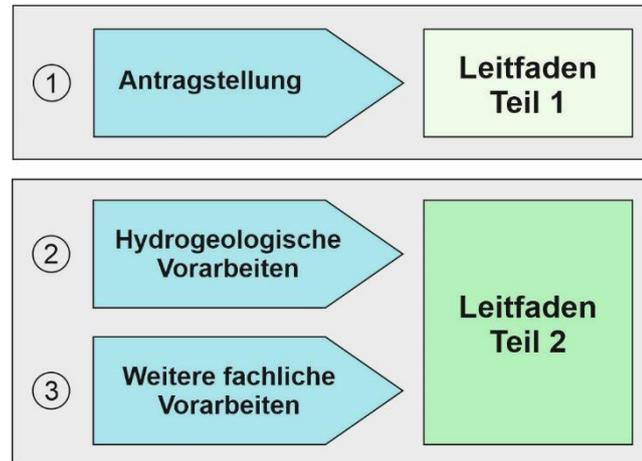 1
Antragstellung
Leitfaden
Teil 1
2
Hydrogeologische
Vorarbeiten
3
Weitere fachliche
Vorarbeiten
Leitfaden
Teil 2